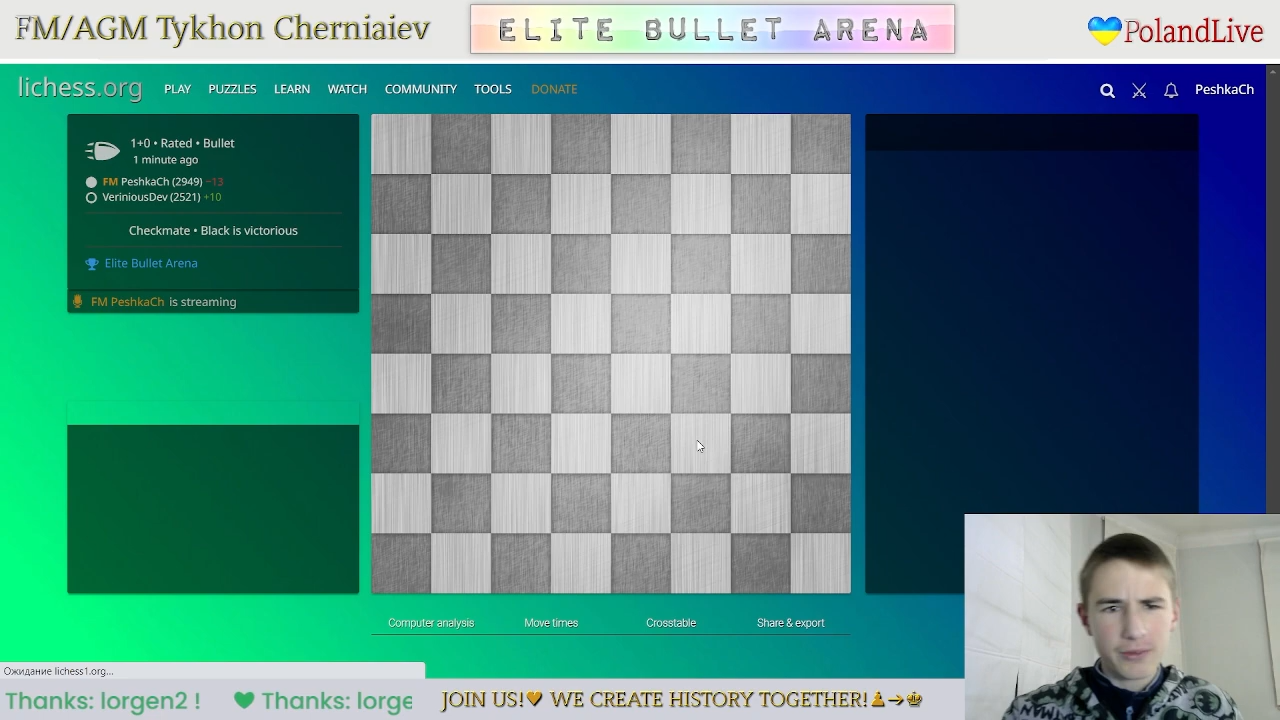 FM/AGM Tykhon Cherniaiev
ELITE BULLET ARENA
PolandLive
lichess.org PLAY PUZZLES LEARN WATCH COMMUNITY TOOLS DONATE PeshkaCh
1+0 • Rated • Bullet
1 minute ago
FM PeshkaCh (2949) −13
VeriniousDev (2521) +10
Checkmate • Black is victorious
Elite Bullet Arena
FM PeshkaCh is streaming
Computer analysis Move times Crosstable Share & export
Ожидание lichess1.org...
Thanks: lorgen2 ! Thanks: lorge
JOIN US! WE CREATE HISTORY TOGETHER!